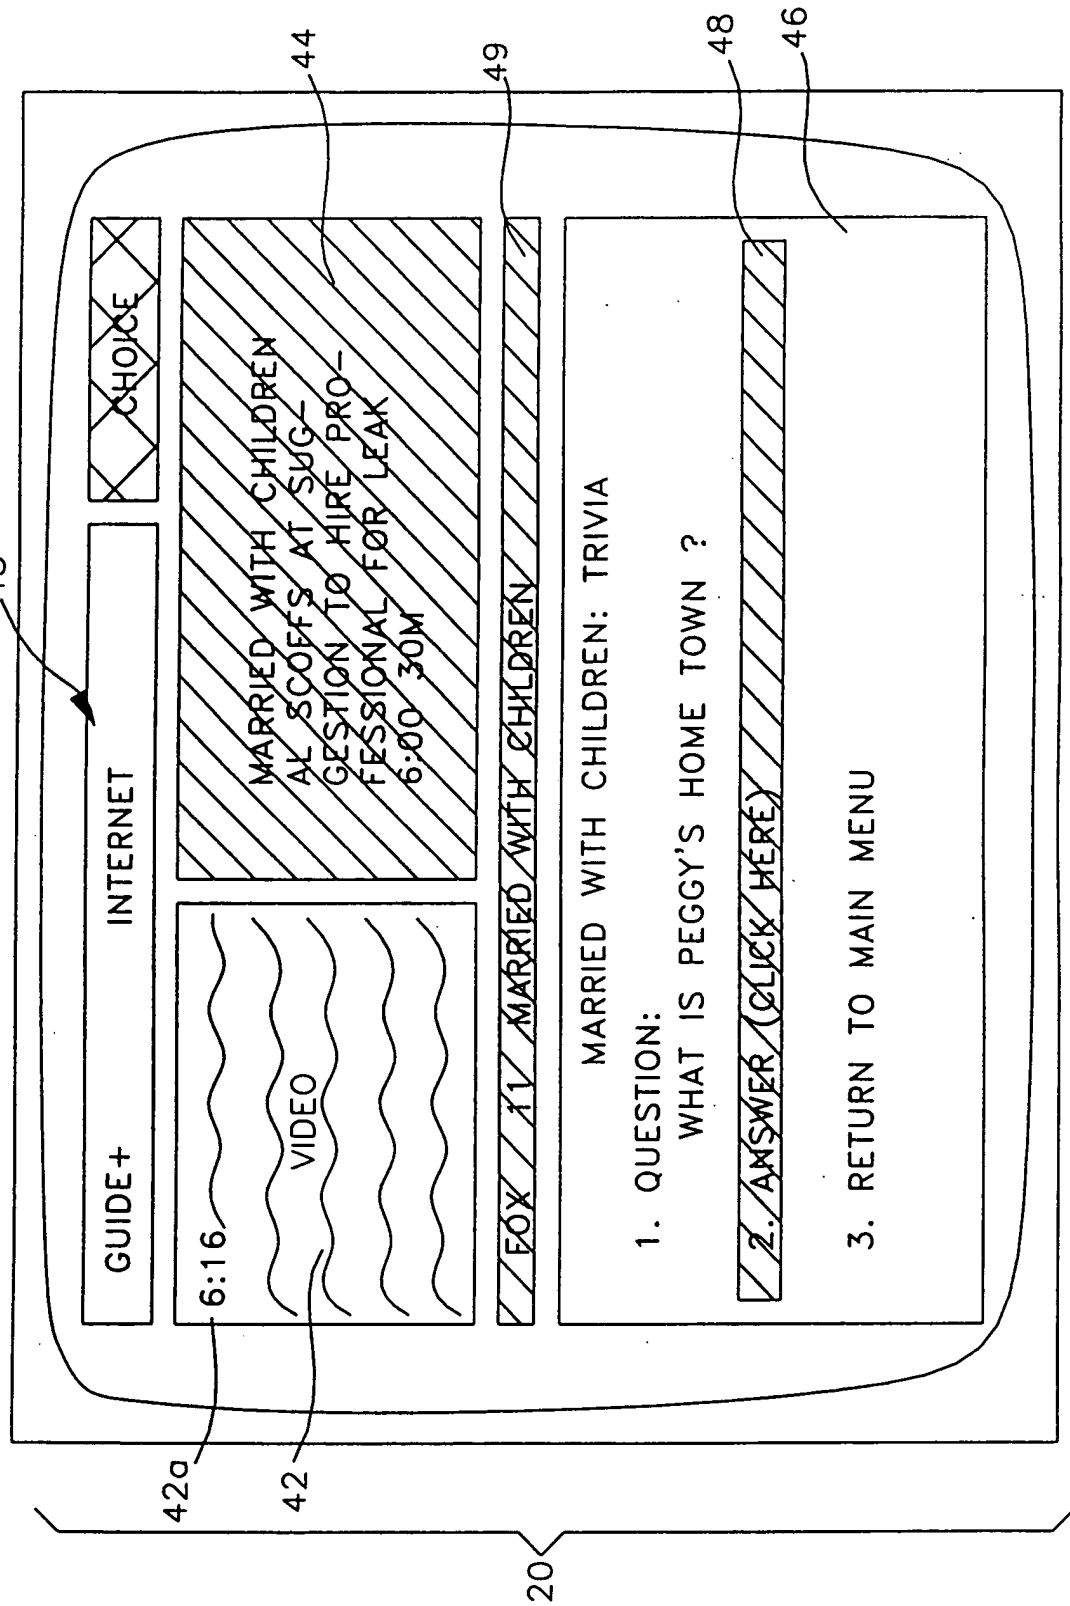 GUIDE+ INTERNET CHOICE
6:16
VIDEO
MARRIED WITH CHILDREN
AL SCOFFS AT SUG–
GESTION TO HIRE PRO–
FESSIONAL FOR LEAK
6:00 30M
FOX 11 MARRIED WITH CHILDREN
MARRIED WITH CHILDREN: TRIVIA
1. QUESTION:
WHAT IS PEGGY'S HOME TOWN ?
2. ANSWER (CLICK HERE)
3. RETURN TO MAIN MENU
42a
42
20
44
49
48
46